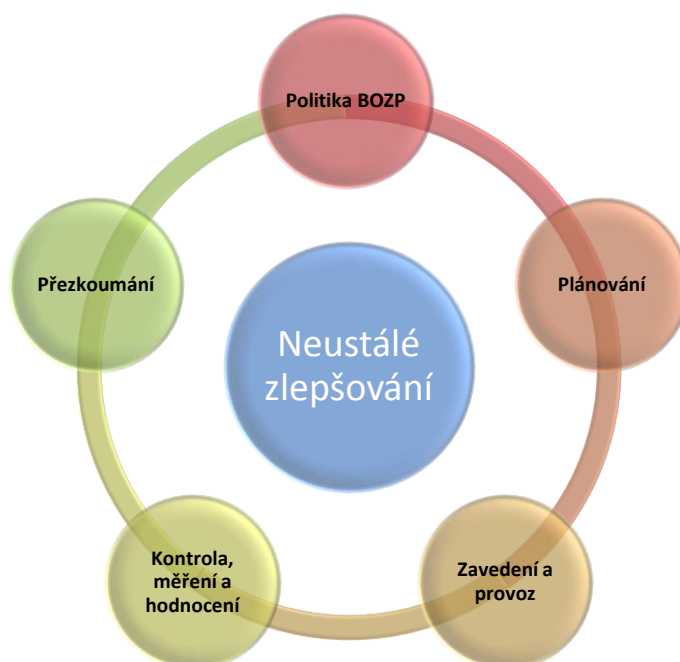 Politika BOZP
Plánování
Zavedení a
provoz
Kontrola,
měření a
hodnocení
Přezkoumání
Neustálé
zlepšování